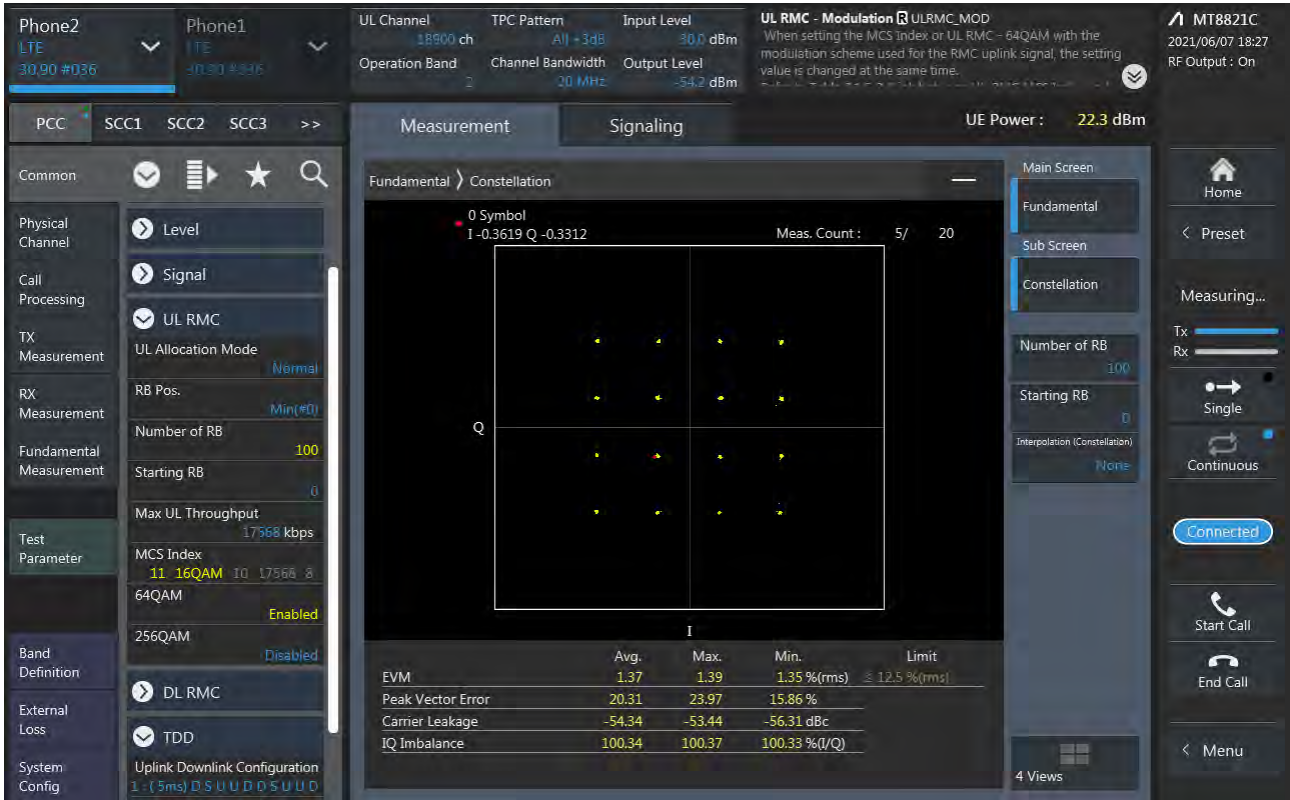 Phone2
LTE
30.90 #036
Phone1
LTE
UL Channel
18900 ch
TPC Pattern
All +3dB
Input Level
30.0 dBm
Operation Band
2
Channel Bandwidth
20 MHz
Output Level
-54.2 dBm
UL RMC - Modulation R ULRMC_MOD
When setting the MCS Index or UL RMC - 64QAM with the
modulation scheme used for the RMC uplink signal, the setting
value is changed at the same time.
MT8821C
2021/06/07 18:27
RF Output : On
PCC SCC1 SCC2 SCC3 >>
Measurement
Signaling
UE Power : 22.3 dBm
Common
Physical
Channel
Call
Processing
TX
Measurement
RX
Measurement
Fundamental
Measurement
Test
Parameter
Band
Definition
External
Loss
System
Config
Level
Signal
UL RMC
UL Allocation Mode
Normal
RB Pos.
Min(#0)
Number of RB
100
Starting RB
0
Max UL Throughput
17568 kbps
MCS Index
11 16QAM 10 17568 8
64QAM
Enabled
256QAM
Disabled
DL RMC
TDD
Uplink Downlink Configuration
1 : ( 5ms) D S U U D D S U U D
Fundamental 〉 Constellation
0 Symbol
I -0.3619 Q -0.3312
Meas. Count : 5/ 20
Q
I
Avg. Max. Min. Limit
EVM 1.37 1.39 1.35 %(rms) ≤ 12.5 %(rms)
Peak Vector Error 20.31 23.97 15.86 %
Carrier Leakage -54.34 -53.44 -56.31 dBc
IQ Imbalance 100.34 100.37 100.33 %(I/Q)
Main Screen
Fundamental
Sub Screen
Constellation
Number of RB
100
Starting RB
0
Interpolation (Constellation)
None
4 Views
Home
< Preset
Measuring...
Tx
Rx
Single
Continuous
Connected
Start Call
End Call
< Menu